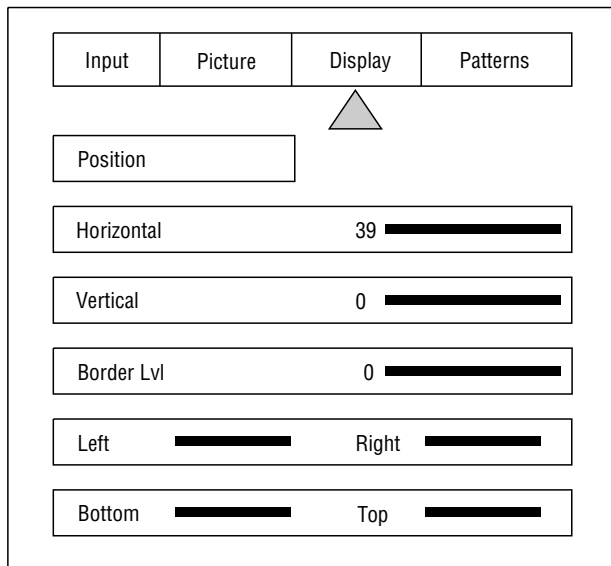 Input Picture Display Patterns
Position
Horizontal 39
Vertical 0
Border Lvl 0
Left Right
Bottom Top